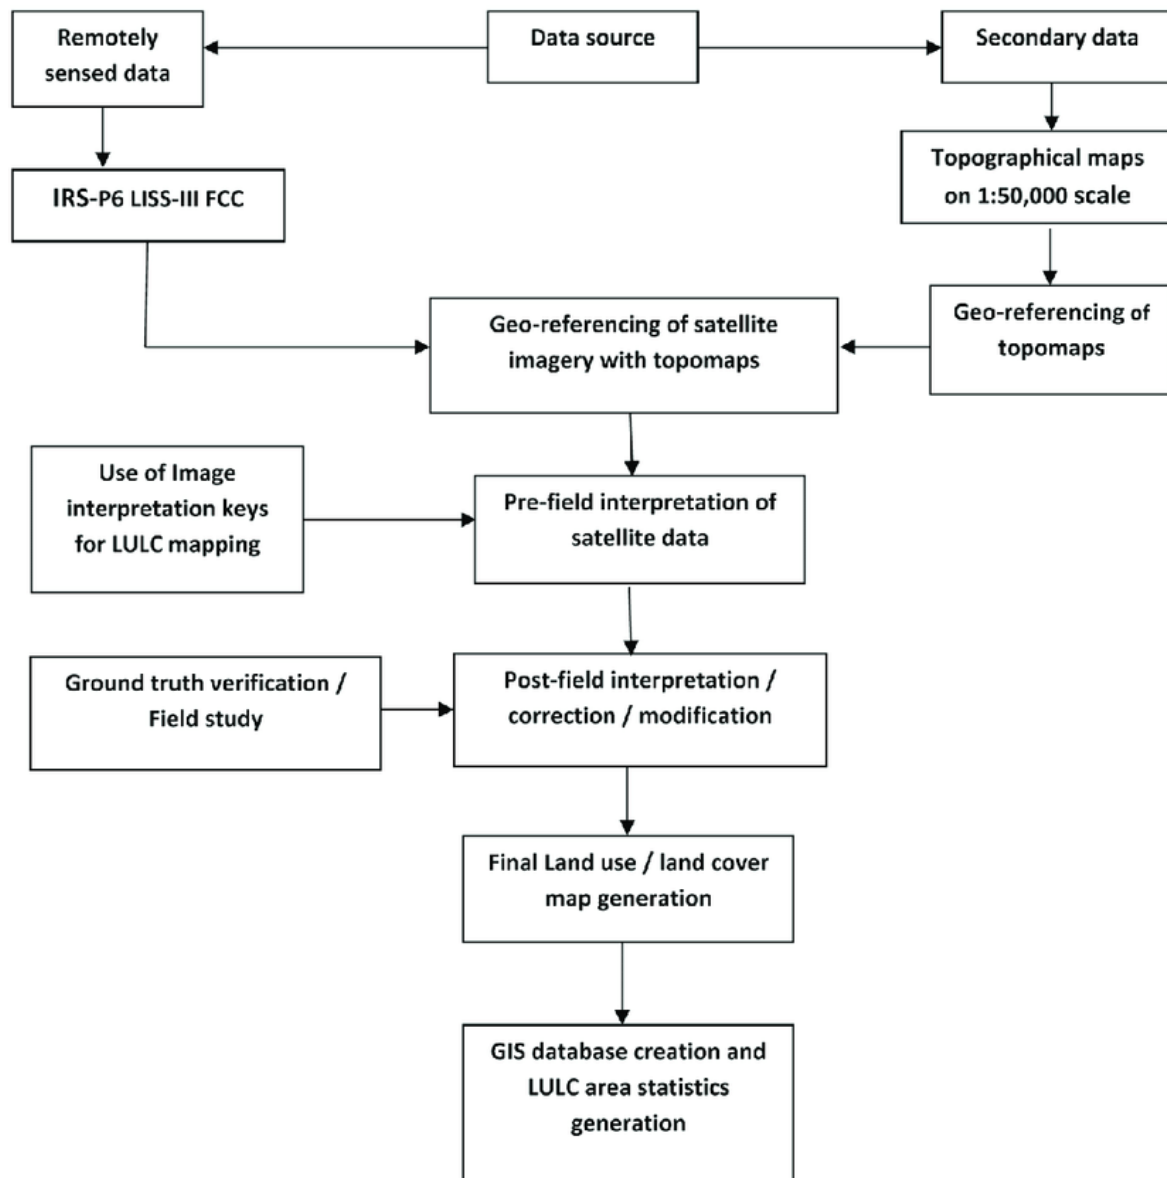 Remotely
sensed data
Data source
Secondary data
IRS-P6 LISS-III FCC
Topographical maps
on 1:50,000 scale
Geo-referencing of satellite
imagery with topomaps
Geo-referencing of
topomaps
Use of Image
interpretation keys
for LULC mapping
Pre-field interpretation of
satellite data
Ground truth verification /
Field study
Post-field interpretation /
correction / modification
Final Land use / land cover
map generation
GIS database creation and
LULC area statistics
generation